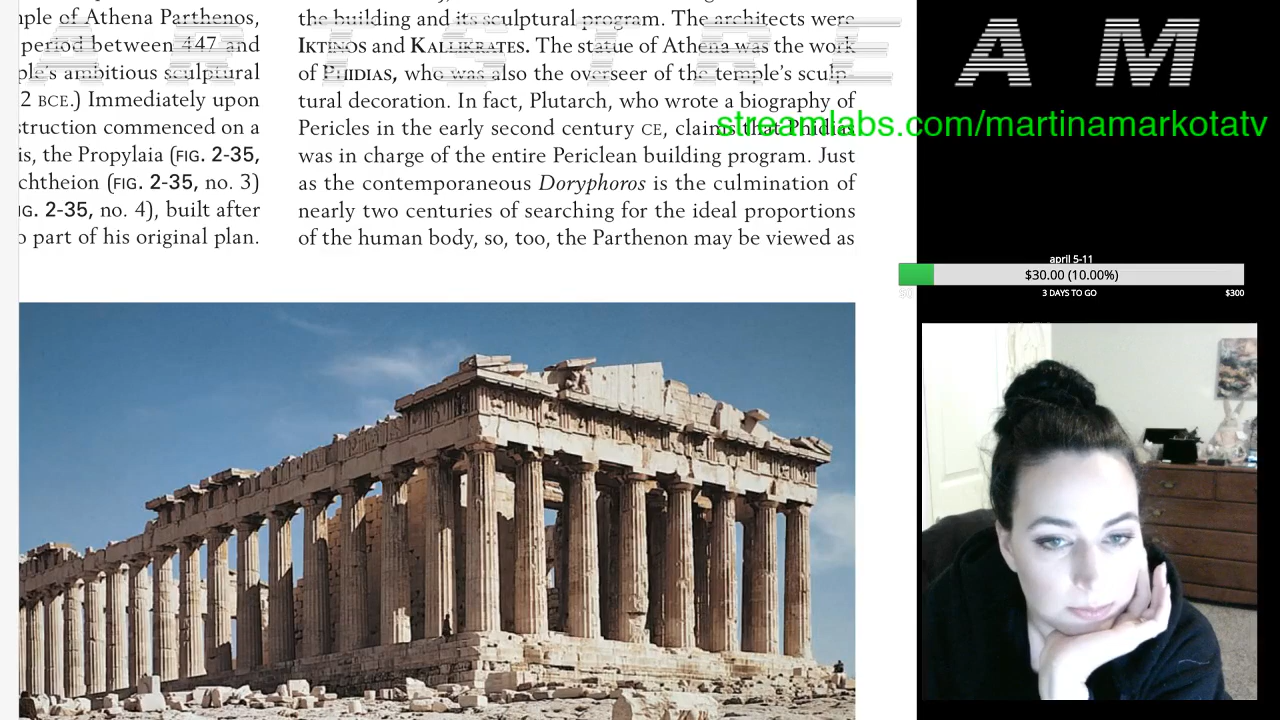 ple of Athena Parthenos,
period between 447 and
ple's ambitious sculptural
2 BCE.) Immediately upon
struction commenced on a
is, the Propylaia (FIG. 2-35,
chtheion (FIG. 2-35, no. 3)
G. 2-35, no. 4), built after
o part of his original plan.
the building and its sculptural program. The architects were
IKTINOS and KALLIKRATES. The statue of Athena was the work
of PHIDIAS, who was also the overseer of the temple's sculp-
tural decoration. In fact, Plutarch, who wrote a biography of
Pericles in the early second century CE, claims that Phidias
was in charge of the entire Periclean building program. Just
as the contemporaneous Doryphoros is the culmination of
nearly two centuries of searching for the ideal proportions
of the human body, so, too, the Parthenon may be viewed as
ARTSTREAM
streamlabs.com/martinamarkotatv
april 5-11
$30.00 (10.00%)
$0 3 DAYS TO GO $300